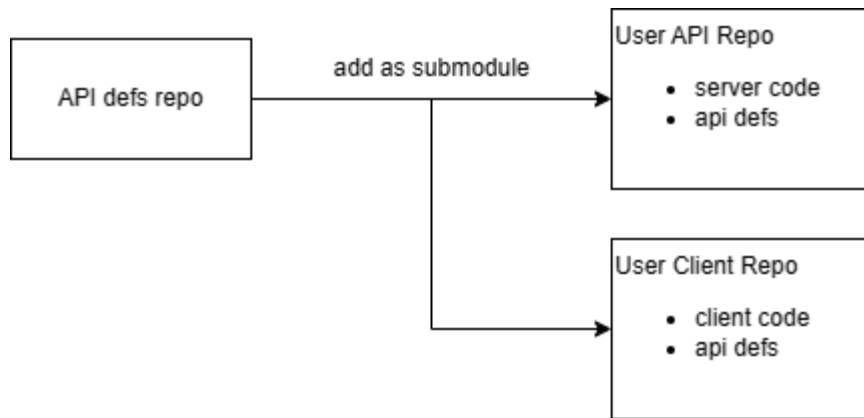 API defs repo
add as submodule
User API Repo
• server code
• api defs
User Client Repo
• client code
• api defs